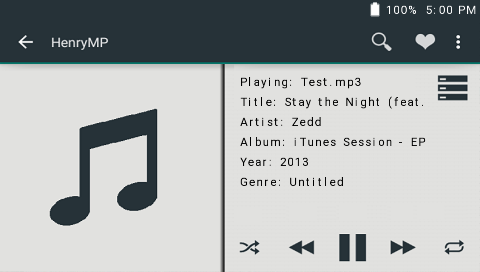 100% 5:00 PM
HenryMP
Playing: Test.mp3
Title: Stay the Night (feat.
Artist: Zedd
Album: iTunes Session - EP
Year: 2013
Genre: Untitled